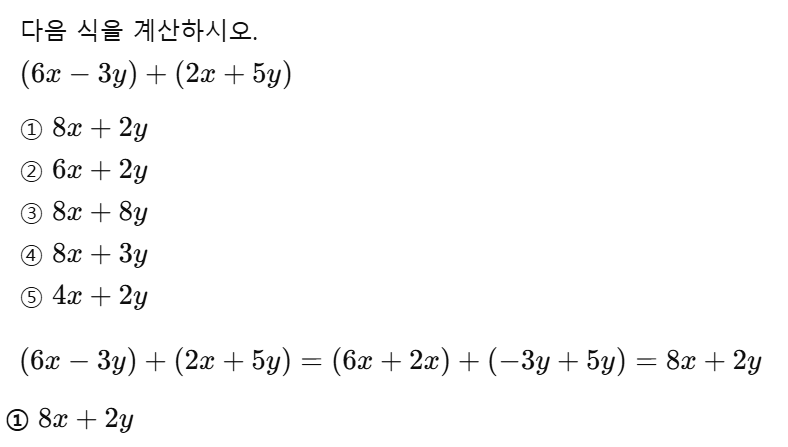 다음 식을 계산하시오.
(6x − 3y) + (2x + 5y)
① 8x + 2y
② 6x + 2y
③ 8x + 8y
④ 8x + 3y
⑤ 4x + 2y
(6x − 3y) + (2x + 5y) = (6x + 2x) + (−3y + 5y) = 8x + 2y
① 8x + 2y